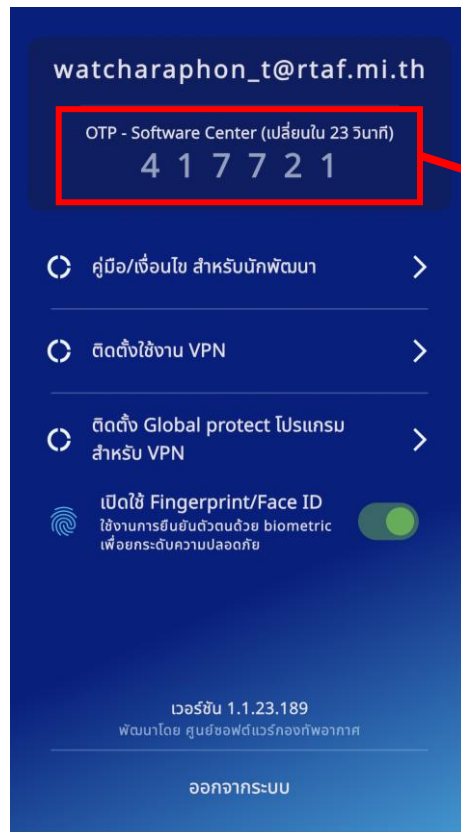 watcharaphon_t@rtaf.mi.th
OTP - Software Center (เปลี่ยนใน 23 วินาที)
4 1 7 7 2 1
คู่มือ/เงื่อนไข สำหรับนักพัฒนา
ติดตั้งใช้งาน VPN
ติดตั้ง Global protect โปรแกรม
สำหรับ VPN
เปิดใช้ Fingerprint/Face ID
ใช้งานการยืนยันตัวตนด้วย biometric
เพื่อยกระดับความปลอดภัย
เวอร์ชัน 1.1.23.189
พัฒนาโดย ศูนย์ซอฟต์แวร์กองทัพอากาศ
ออกจากระบบ